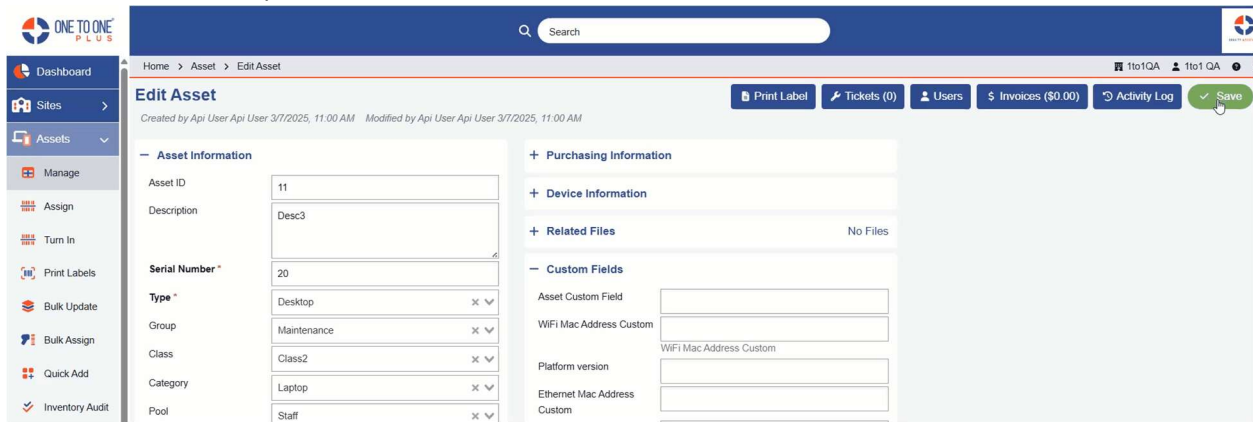 ONE TO ONE
PLUS
Search
Dashboard
Sites
Assets
Manage
Assign
Turn In
Print Labels
Bulk Update
Bulk Assign
Quick Add
Inventory Audit
Home > Asset > Edit Asset
1to1QA 1to1 QA
Edit Asset
Print Label
Tickets (0)
Users
$ Invoices ($0.00)
Activity Log
Save
Created by Api User Api User 3/7/2025, 11:00 AM Modified by Api User Api User 3/7/2025, 11:00 AM
Asset Information
Asset ID
11
Description
Desc3
Serial Number *
20
Type *
Desktop
Group
Maintenance
Class
Class2
Category
Laptop
Pool
Staff
Purchasing Information
Device Information
Related Files
No Files
Custom Fields
Asset Custom Field
WiFi Mac Address Custom
WiFi Mac Address Custom
Platform version
Ethernet Mac Address
Custom